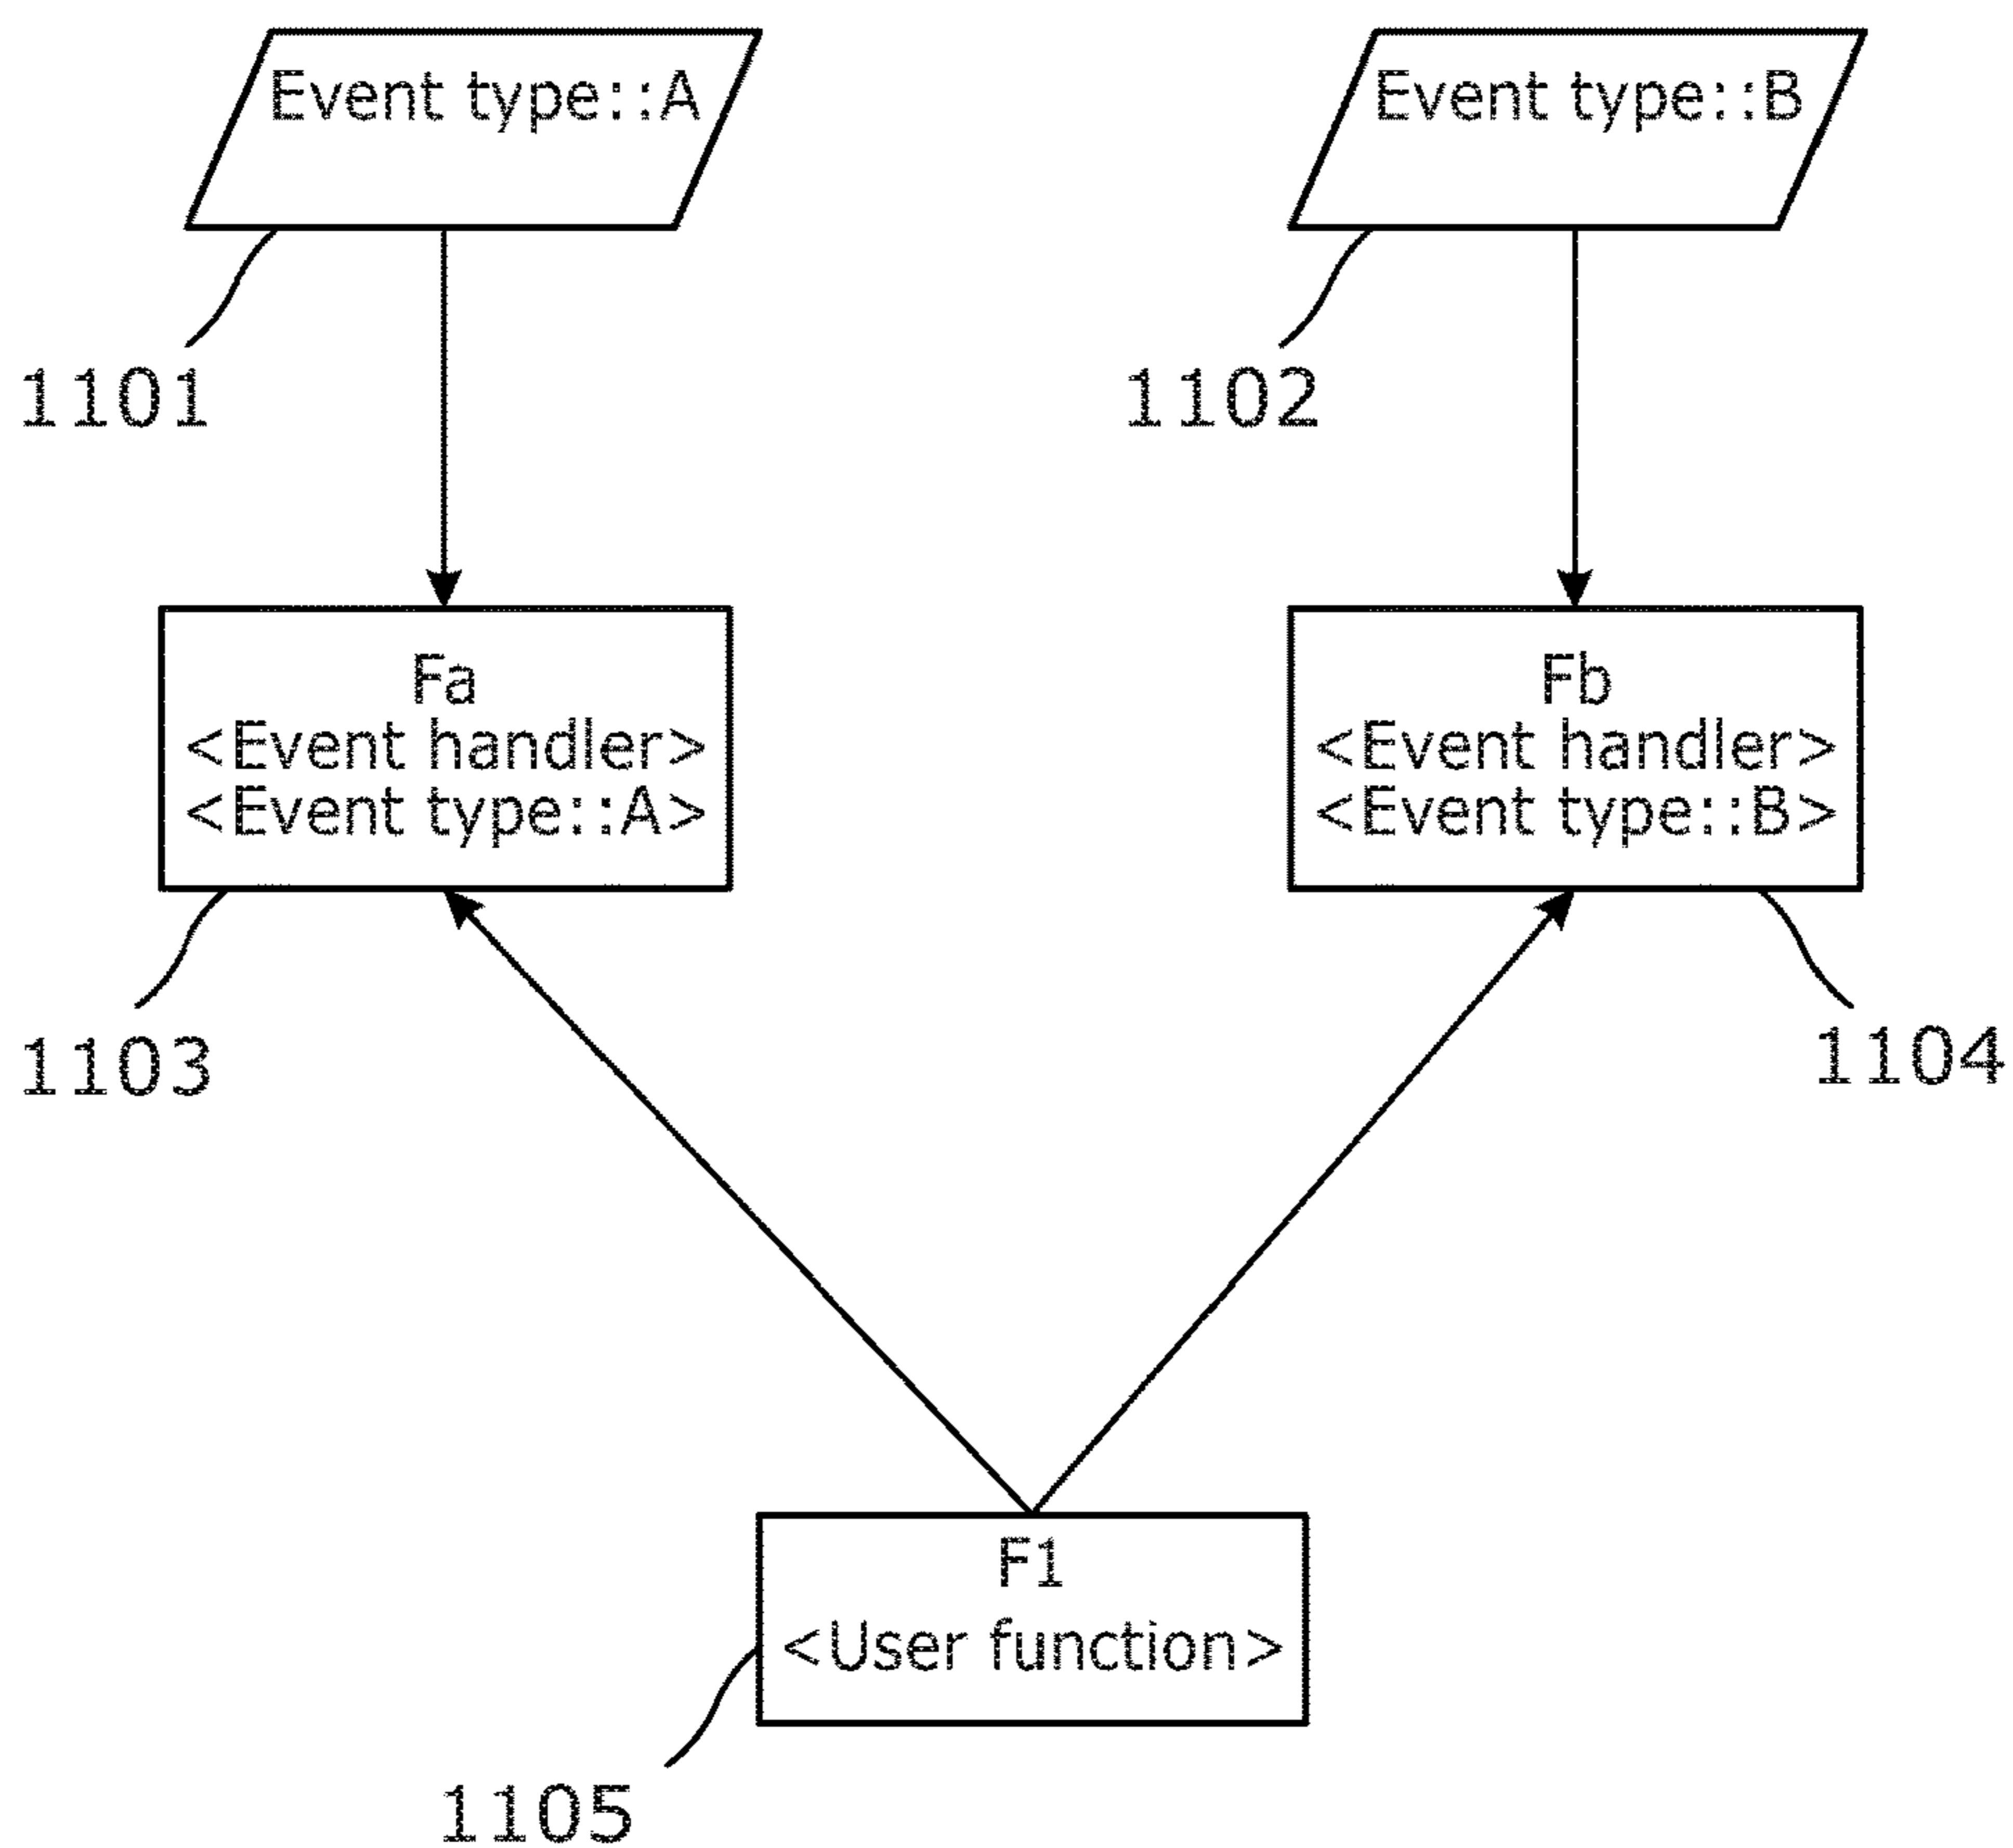 Event type::A
Event type::B
1101
1102
Fa
<Event handler>
<Event type::A>
Fb
<Event handler>
<Event type::B>
1103
1104
F1
<User function>
1105